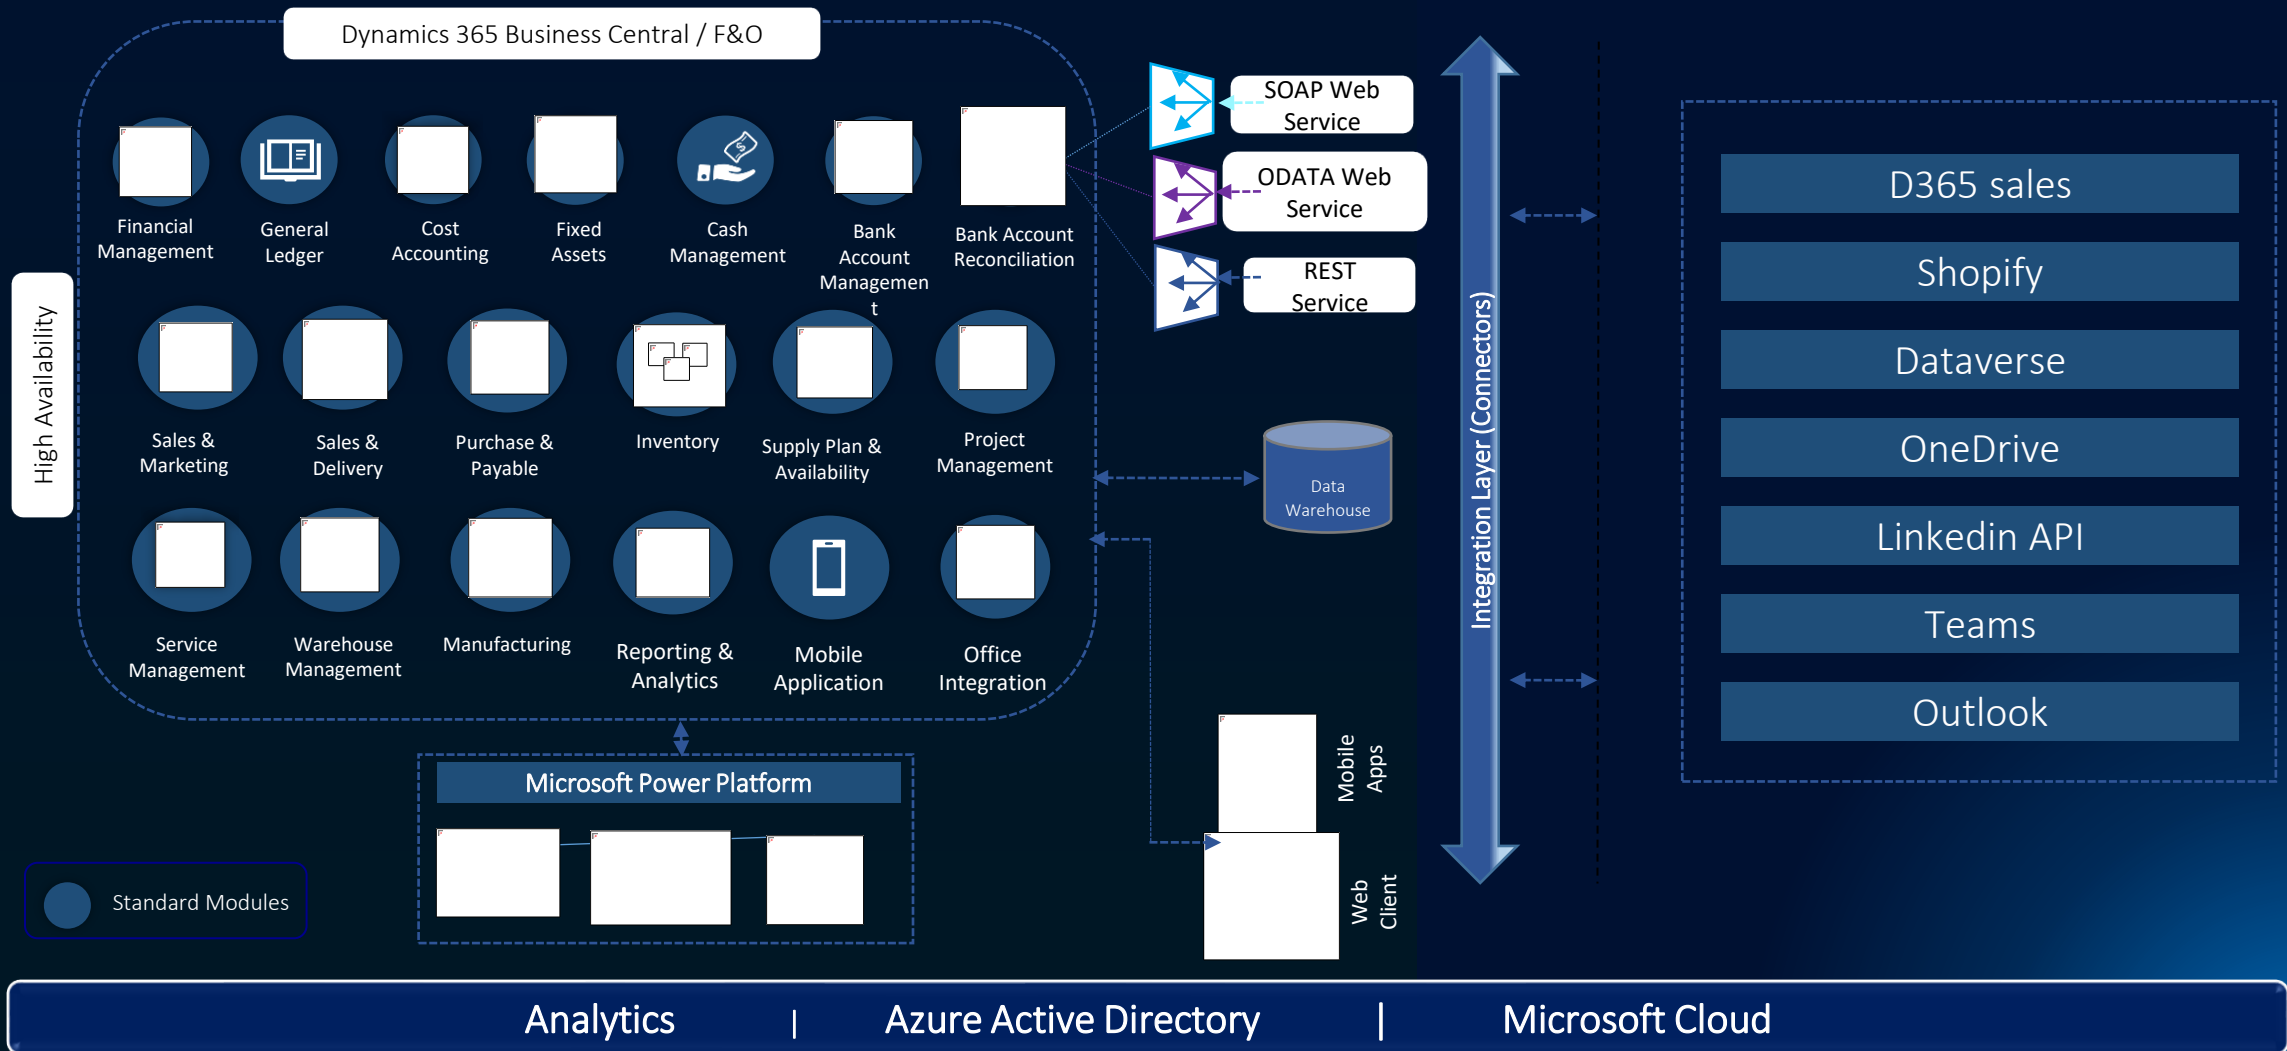 Dynamics 365 Business Central / F&O
High Availability
Financial
Management
General
Ledger
Cost
Accounting
Fixed
Assets
Cash
Management
Bank
Account
Managemen
t
Bank Account
Reconciliation
Sales &
Marketing
Sales &
Delivery
Purchase &
Payable
Inventory
Supply Plan &
Availability
Project
Management
Service
Management
Warehouse
Management
Manufacturing
Reporting &
Analytics
Mobile
Application
Office
Integration
SOAP Web
Service
ODATA Web
Service
REST
Service
Data
Warehouse
Integration Layer (Connectors)
D365 sales
Shopify
Dataverse
OneDrive
Linkedin API
Teams
Outlook
Microsoft Power Platform
Mobile
Apps
Web
Client
Standard Modules
Analytics | Azure Active Directory | Microsoft Cloud